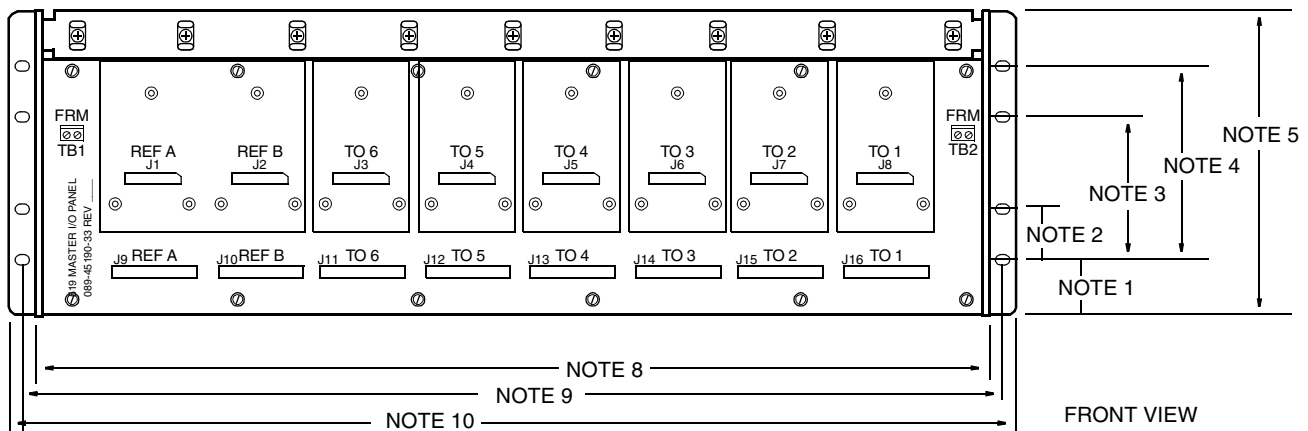 FRM
TB1
REF A
J1
REF B
J2
TO 6
J3
TO 5
J4
TO 4
J5
TO 3
J6
TO 2
J7
TO 1
J8
FRM
TB2
MASTER I/O PANEL
089-45190-33 REV ____
J9 REF A
J10 REF B
J11 TO 6
J12 TO 5
J13 TO 4
J14 TO 3
J15 TO 2
J16 TO 1
NOTE 5
NOTE 4
NOTE 3
NOTE 2
NOTE 1
NOTE 8
NOTE 9
NOTE 10
FRONT VIEW